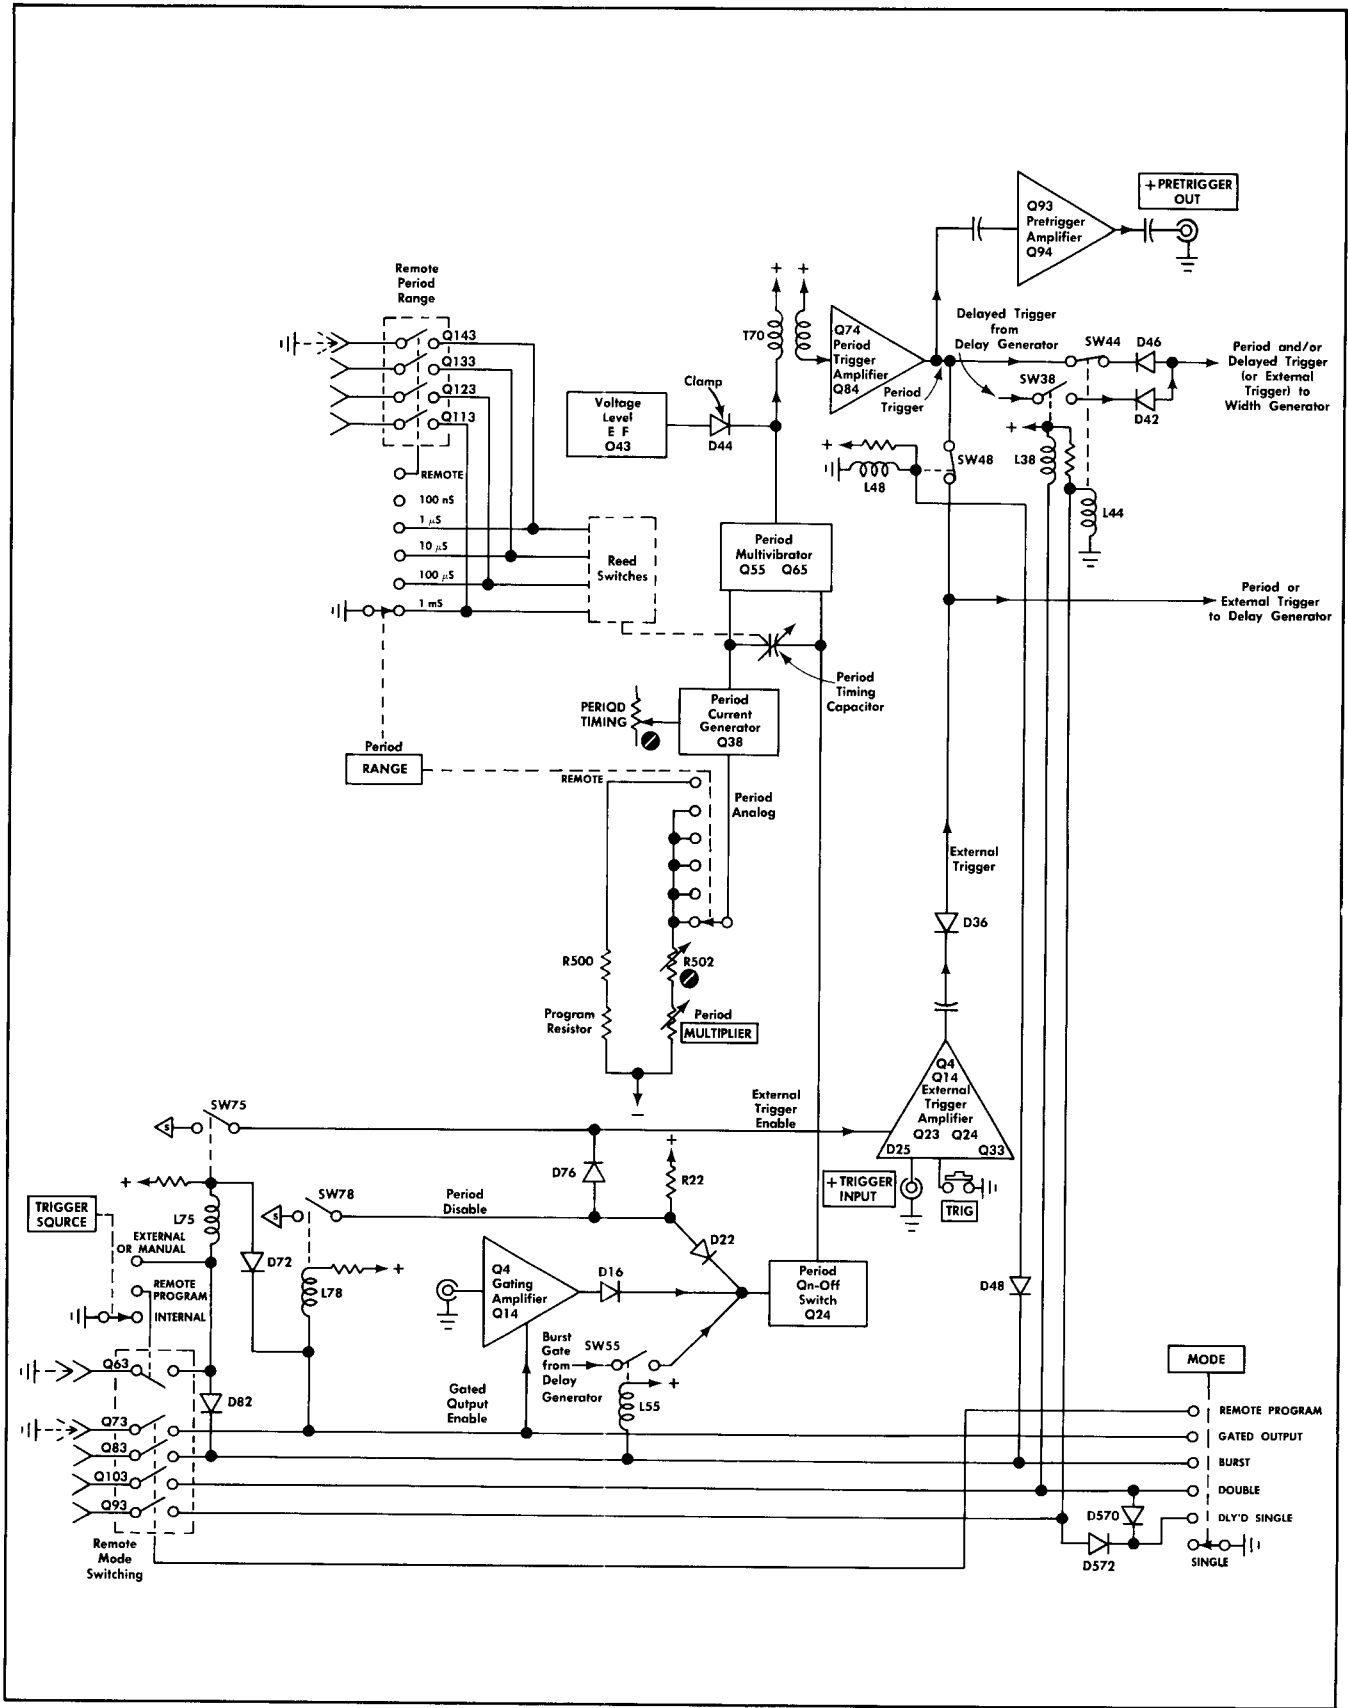 + PRETRIGGER
OUT
Q93
Pretrigger
Amplifier
Q94
Remote
Period
Range
Q143
Q133
Q123
Q113
REMOTE
100 nS
1 μS
10 μS
100 μS
1 mS
Reed
Switches
+
+
T70
Q74
Period
Trigger
Amplifier
Q84
Period
Trigger
Delayed Trigger
from
Delay Generator
SW44
D46
SW38
D42
Period and/or
Delayed Trigger
(or External
Trigger) to
Width Generator
Clamp
Voltage
Level
E F
O43
D44
+
L48
SW48
+
L38
L44
Period
Multivibrator
Q55 Q65
Period or
External Trigger
to Delay Generator
Period
Timing
Capacitor
PERIOD
TIMING
Period
Current
Generator
Q38
Period
RANGE
REMOTE
Period
Analog
External
Trigger
D36
R500
R502
Program
Resistor
Period
MULTIPLIER
−
Q4
Q14
External
Trigger
Amplifier
Q23 Q24
D25
Q33
External
Trigger
Enable
+ TRIGGER
INPUT
TRIG
SW75
S
+
D76
+
R22
TRIGGER
SOURCE
L75
SW78
S
Period
Disable
EXTERNAL
OR MANUAL
D72
+
L78
REMOTE
PROGRAM
INTERNAL
Q4
Gating
Amplifier
Q14
D16
D22
Period
Qn-Off
Switch
Q24
D48
Burst
Gate
from
Delay
Generator
SW55
+
L55
Gated
Qutput
Enable
Q63
D82
Q73
Q83
Q103
Q93
Remote
Mode
Switching
MODE
REMOTE PROGRAM
GATED OUTPUT
BURST
DOUBLE
DLY'D SINGLE
SINGLE
D570
D572